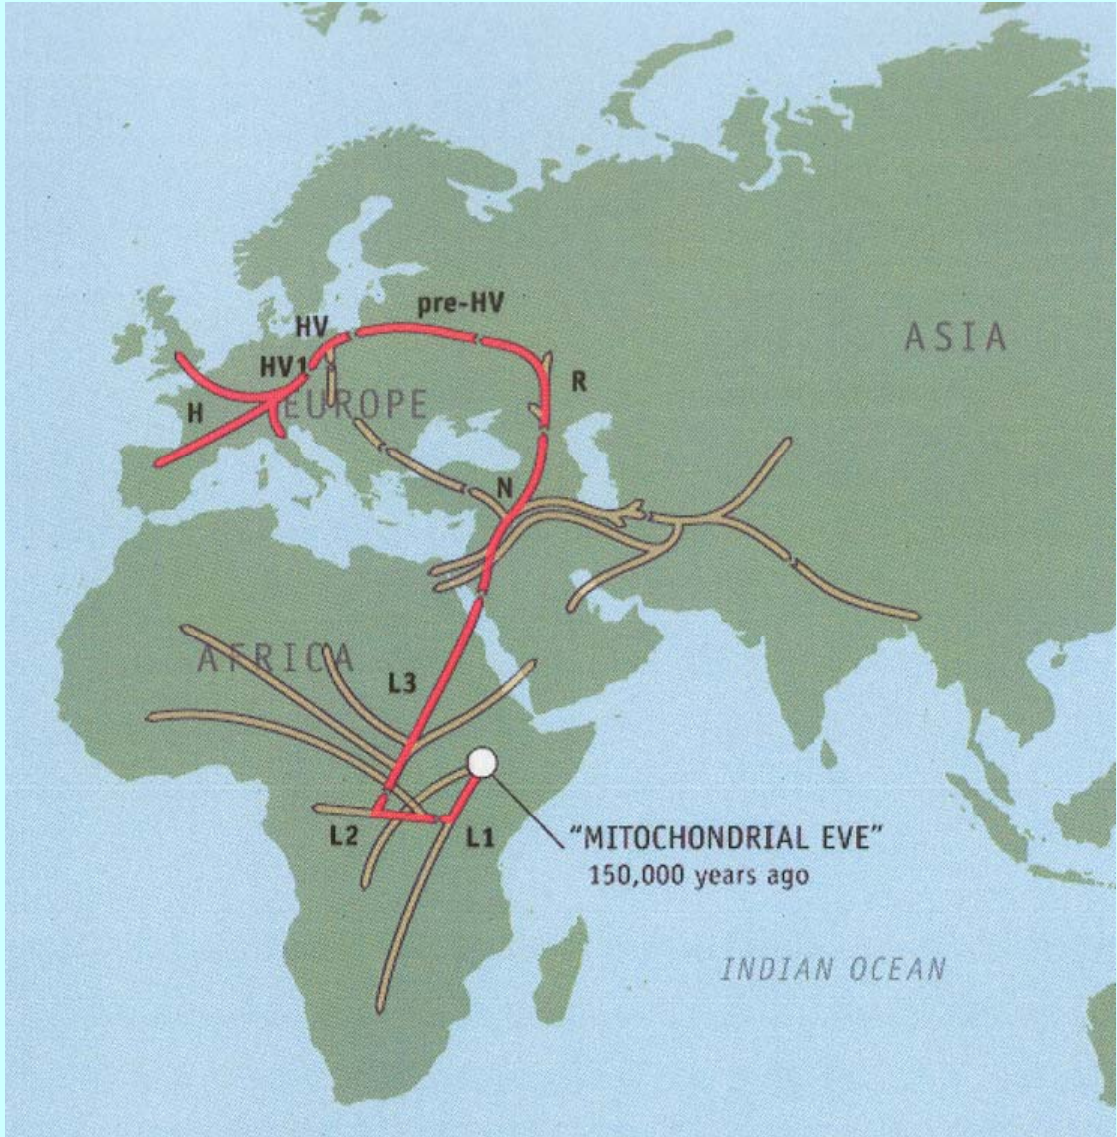 pre-HV
HV
ASIA
HV1
R
H
EUROPE
N
AFRICA
L3
L2
L1
"MITOCHONDRIAL EVE"
150,000 years ago
INDIAN OCEAN